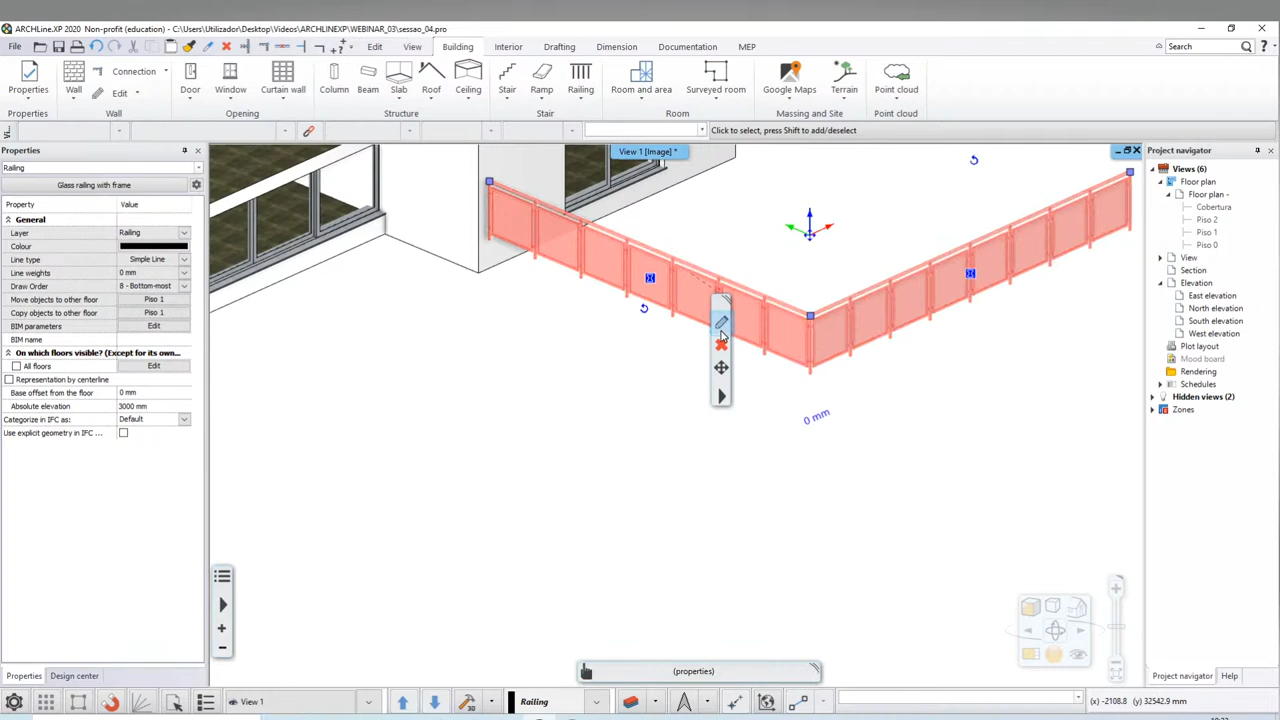 ARCHLine.XP 2020 Non-profit (education) - C:\Users\Utilizador\Desktop\Videos\ARCHLINEXP\WEBINAR_03\sessao_04.pro
File
Edit
View
Building
Interior
Drafting
Dimension
Documentation
MEP
Search
Properties
Wall
Connection
Edit
Door
Window
Curtain wall
Column
Beam
Slab
Roof
Ceiling
Stair
Ramp
Railing
Room and area
Surveyed room
Google Maps
Terrain
Point cloud
Properties
Wall
Opening
Structure
Stair
Room
Massing and Site
Point cloud
Click to select, press Shift to add/deselect
Properties
Railing
Glass railing with frame
Property Value
General
Layer Railing
Colour
Line type Simple Line
Line weights 0 mm
Draw Order 8 - Bottom-most
Move objects to other floor Piso 1
Copy objects to other floor Piso 1
BIM parameters Edit
BIM name
On which floors visible? (Except for its own...
All floors Edit
Representation by centerline
Base offset from the floor 0 mm
Absolute elevation 3000 mm
Categorize in IFC as: Default
Use explicit geometry in IFC ...
Properties
Design center
View 1 [Image] *
0 mm
(properties)
Project navigator
Views (6)
Floor plan
Floor plan -
Cobertura
Piso 2
Piso 1
Piso 0
View
Section
Elevation
East elevation
North elevation
South elevation
West elevation
Plot layout
Mood board
Rendering
Schedules
Hidden views (2)
Zones
Project navigator
Help
View 1
3D
Railing
(x) -2108.8 (y) 32542.9 mm